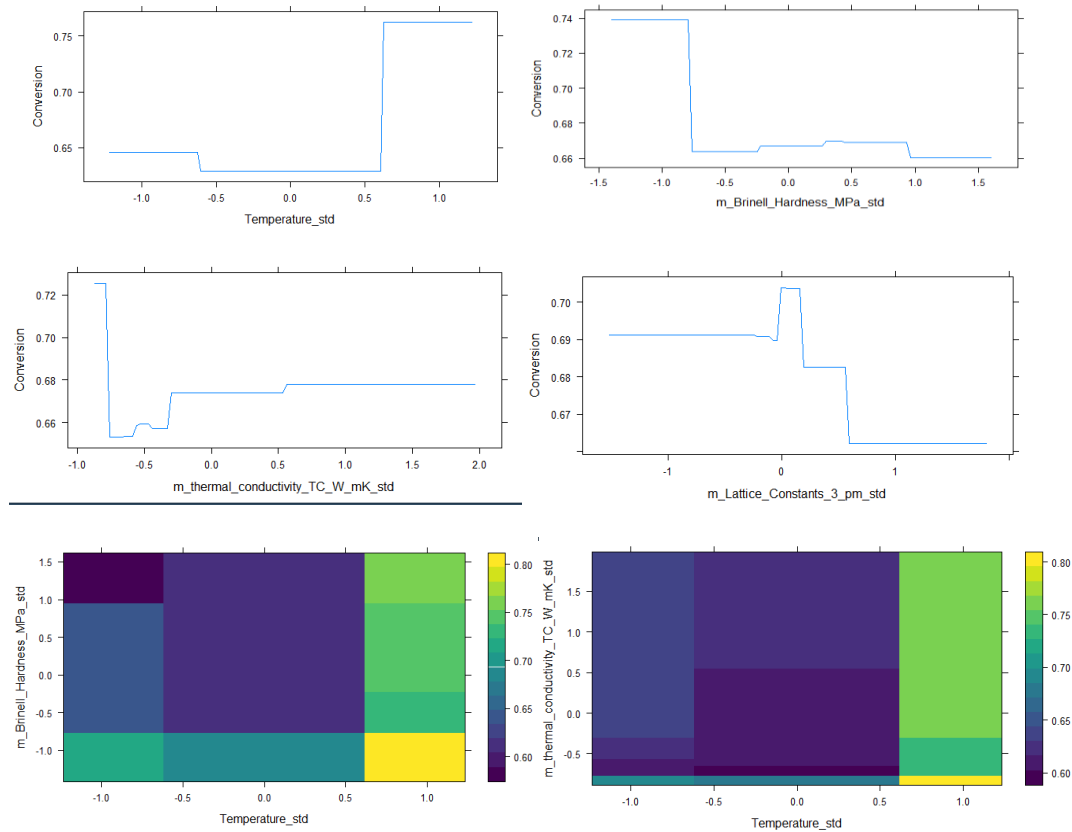 Conversion
0.75
0.70
0.65
-1.0 -0.5 0.0 0.5 1.0
Temperature_std
Conversion
0.74
0.72
0.70
0.68
0.66
-1.5 -1.0 -0.5 0.0 0.5 1.0 1.5
m_Brinell_Hardness_MPa_std
Conversion
0.72
0.70
0.68
0.66
-1.0 -0.5 0.0 0.5 1.0 1.5 2.0
m_thermal_conductivity_TC_W_mK_std
Conversion
0.70
0.69
0.68
0.67
-1 0 1
m_Lattice_Constants_3_pm_std
m_Brinell_Hardness_MPa_std
1.5
1.0
0.5
0.0
-0.5
-1.0
-1.0 -0.5 0.0 0.5 1.0
Temperature_std
0.80
0.75
0.70
0.65
0.60
m_thermal_conductivity_TC_W_mK_std
1.5
1.0
0.5
0.0
-0.5
-1.0 -0.5 0.0 0.5 1.0
Temperature_std
0.80
0.75
0.70
0.65
0.60